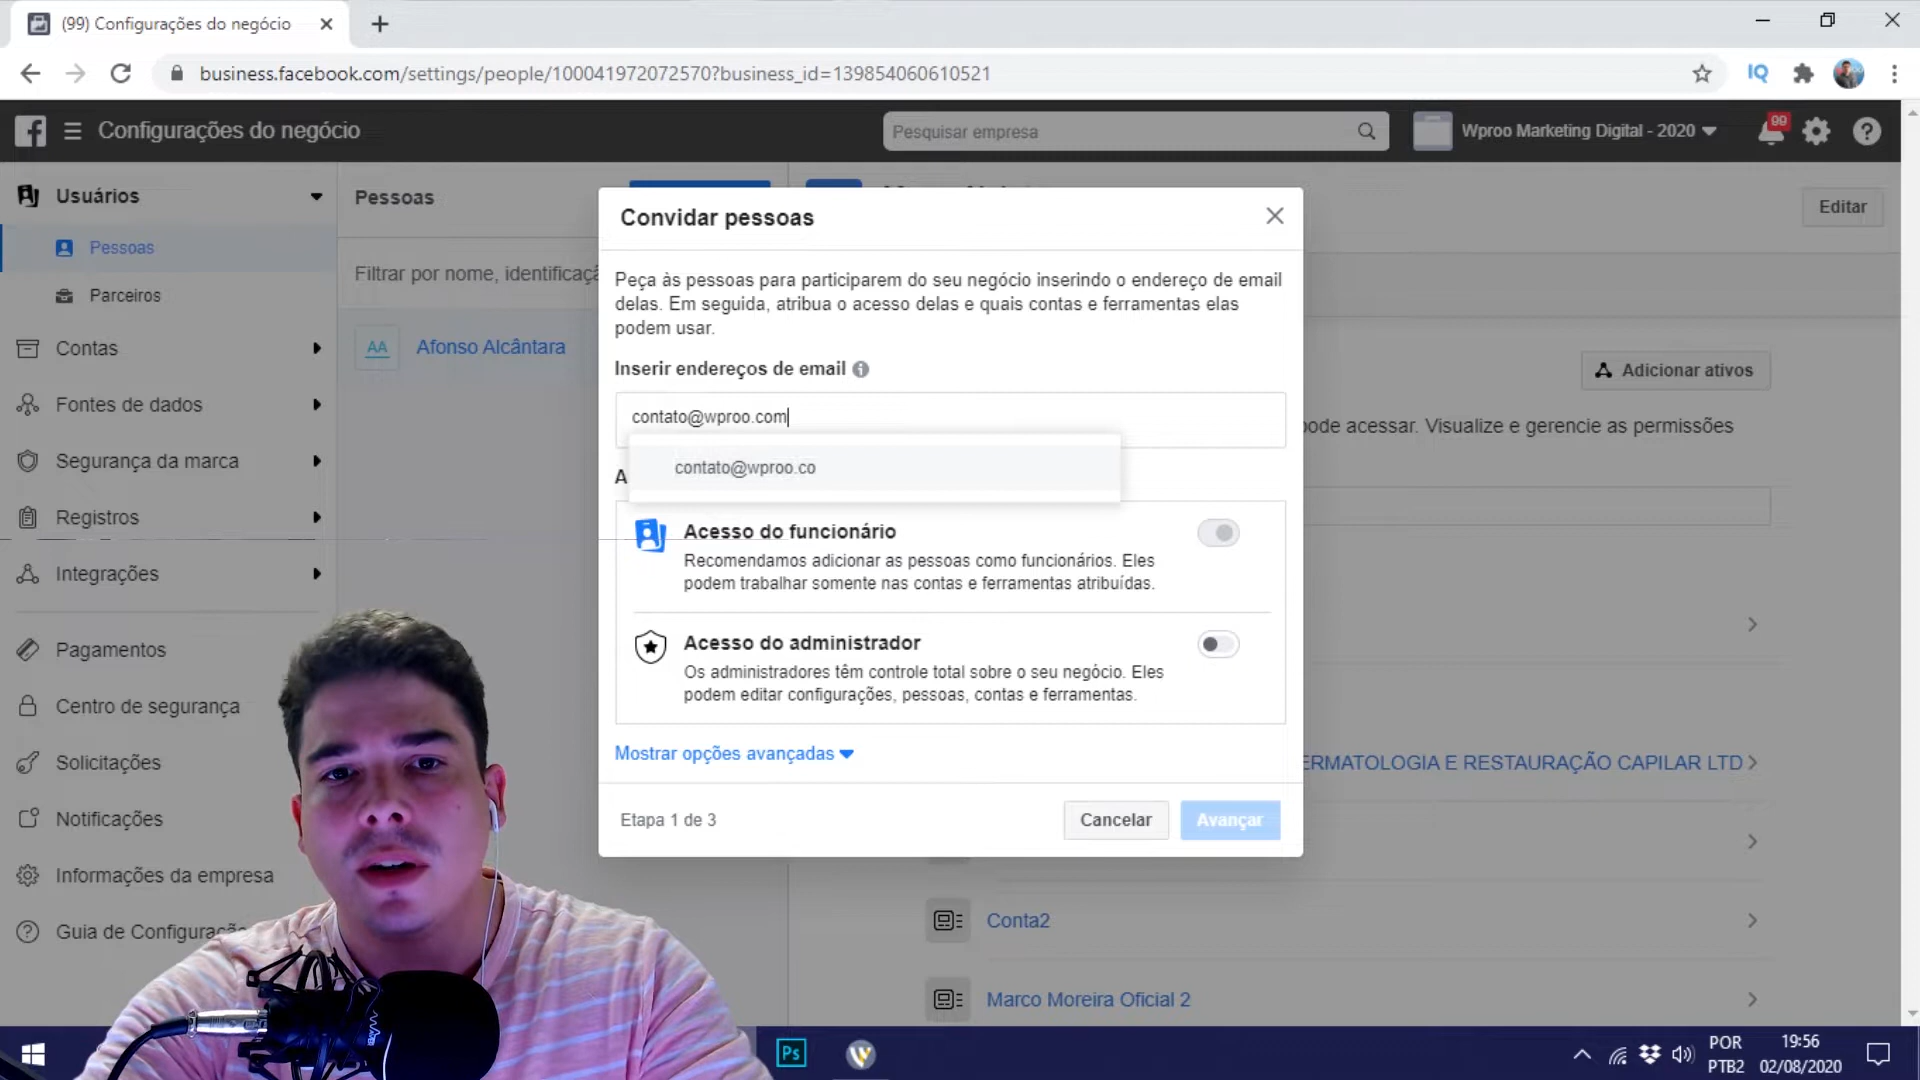 (99) Configurações do negócio
business.facebook.com/settings/people/100041972072570?business_id=139854060610521
IQ
Configurações do negócio
Pesquisar empresa
Wproo Marketing Digital - 2020
99
Usuários
Pessoas
Parceiros
Contas
Fontes de dados
Segurança da marca
Registros
Integrações
Pagamentos
Centro de segurança
Solicitações
Notificações
Informações da empresa
Guia de Configuração
Pessoas
Filtrar por nome, identificaçã
AA
Afonso Alcântara
Editar
Adicionar ativos
pode acessar. Visualize e gerencie as permissões
ERMATOLOGIA E RESTAURAÇÃO CAPILAR LTD
Conta2
Marco Moreira Oficial 2
Convidar pessoas
Peça às pessoas para participarem do seu negócio inserindo o endereço de email
delas. Em seguida, atribua o acesso delas e quais contas e ferramentas elas
podem usar.
Inserir endereços de email
contato@wproo.com
contato@wproo.co
A
Acesso do funcionário
Recomendamos adicionar as pessoas como funcionários. Eles
podem trabalhar somente nas contas e ferramentas atribuídas.
Acesso do administrador
Os administradores têm controle total sobre o seu negócio. Eles
podem editar configurações, pessoas, contas e ferramentas.
Mostrar opções avançadas
Etapa 1 de 3
Cancelar
Avançar
Ps
POR
PTB2
19:56
02/08/2020